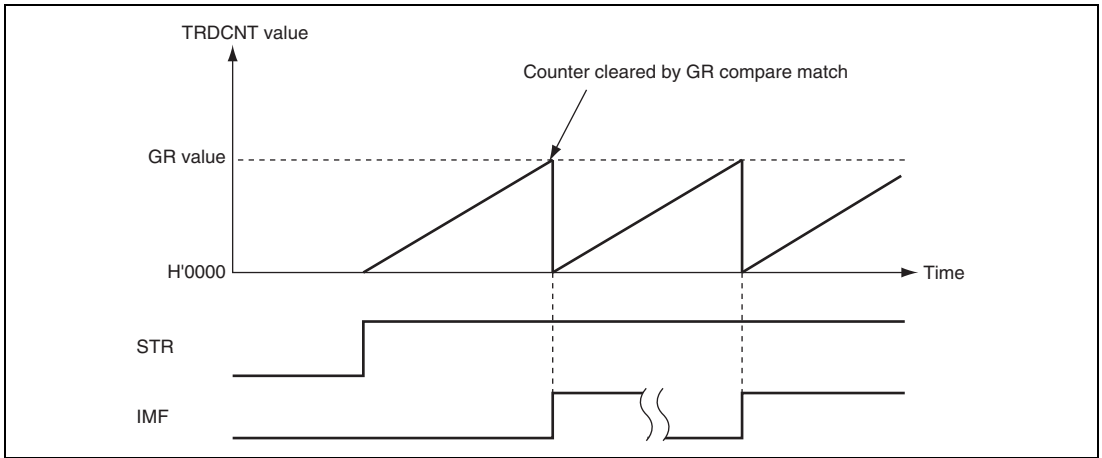 TRDCNT value
Counter cleared by GR compare match
GR value
H'0000
Time
STR
IMF